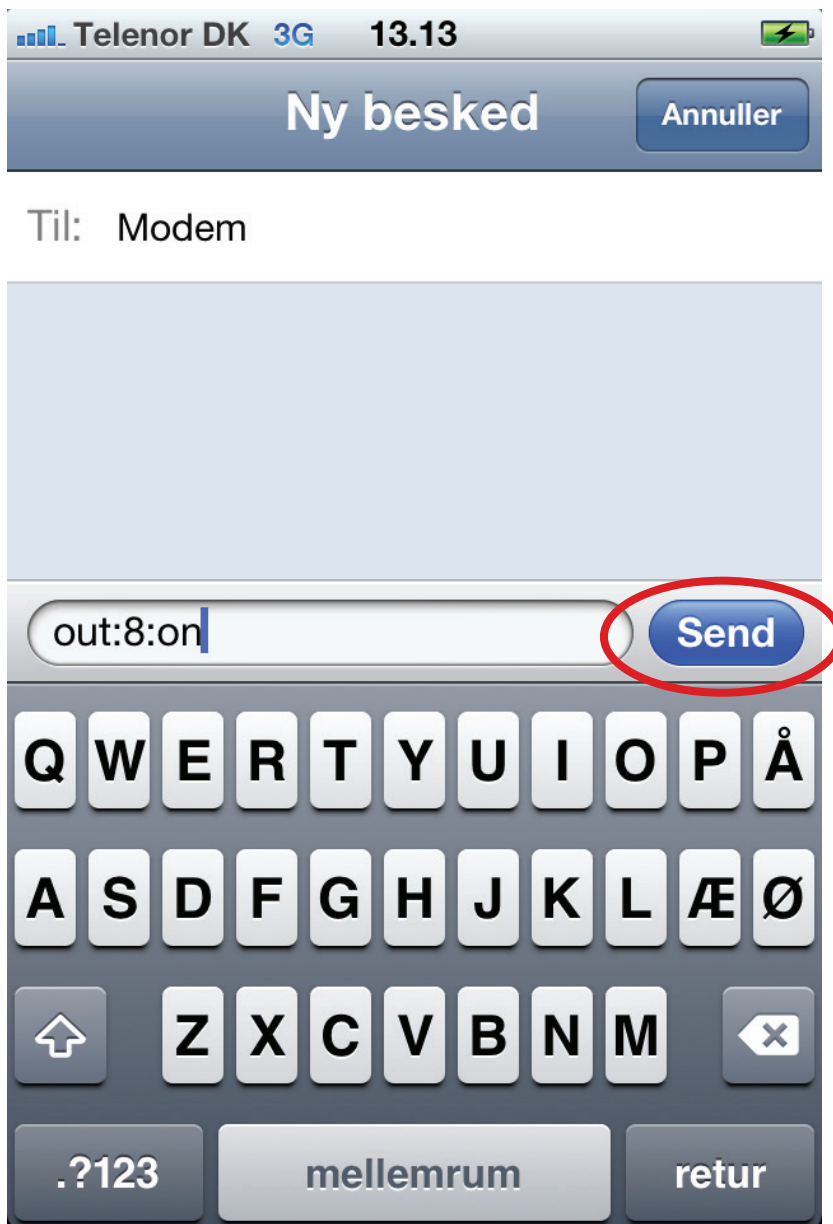 Telenor DK 3G 13.13
Ny besked Annuller
Til: Modem
out:8:on Send
Q W E R T Y U I O P Å
A S D F G H J K L Æ Ø
Z X C V B N M
.?123 mellemrum retur